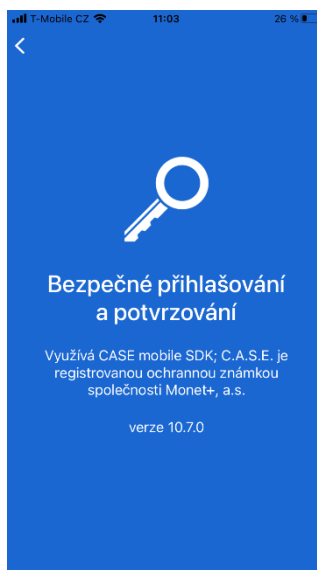 T-Mobile CZ 11:03 26 %
Bezpečné přihlašování
a potvrzování
Využívá CASE mobile SDK; C.A.S.E. je
registrovanou ochrannou známkou
společnosti Monet+, a.s.
verze 10.7.0